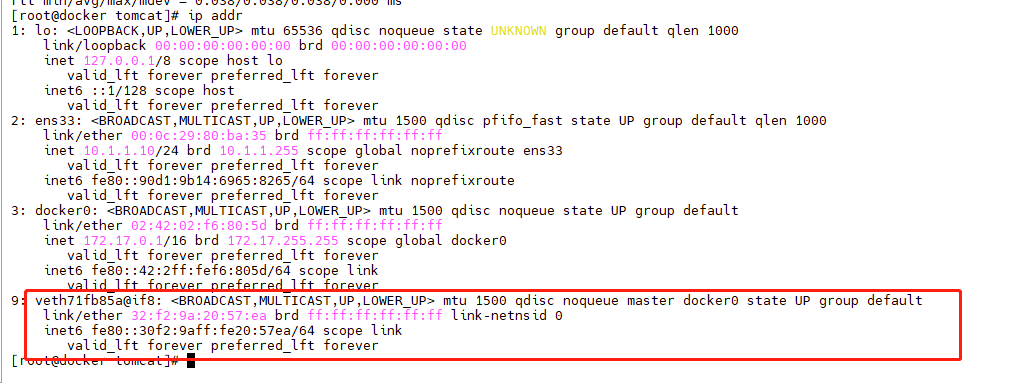 rtt min/avg/max/mdev = 0.038/0.038/0.038/0.000 ms
[root@docker tomcat]# ip addr
1: lo: <LOOPBACK,UP,LOWER_UP> mtu 65536 qdisc noqueue state UNKNOWN group default qlen 1000
    link/loopback 00:00:00:00:00:00 brd 00:00:00:00:00:00
    inet 127.0.0.1/8 scope host lo
       valid_lft forever preferred_lft forever
    inet6 ::1/128 scope host
       valid_lft forever preferred_lft forever
2: ens33: <BROADCAST,MULTICAST,UP,LOWER_UP> mtu 1500 qdisc pfifo_fast state UP group default qlen 1000
    link/ether 00:0c:29:80:ba:35 brd ff:ff:ff:ff:ff:ff
    inet 10.1.1.10/24 brd 10.1.1.255 scope global noprefixroute ens33
       valid_lft forever preferred_lft forever
    inet6 fe80::90d1:9b14:6965:8265/64 scope link noprefixroute
       valid_lft forever preferred_lft forever
3: docker0: <BROADCAST,MULTICAST,UP,LOWER_UP> mtu 1500 qdisc noqueue state UP group default
    link/ether 02:42:02:f6:80:5d brd ff:ff:ff:ff:ff:ff
    inet 172.17.0.1/16 brd 172.17.255.255 scope global docker0
       valid_lft forever preferred_lft forever
    inet6 fe80::42:2ff:fef6:805d/64 scope link
       valid_lft forever preferred_lft forever
9: veth71fb85a@if8: <BROADCAST,MULTICAST,UP,LOWER_UP> mtu 1500 qdisc noqueue master docker0 state UP group default
    link/ether 32:f2:9a:20:57:ea brd ff:ff:ff:ff:ff:ff link-netnsid 0
    inet6 fe80::30f2:9aff:fe20:57ea/64 scope link
       valid_lft forever preferred_lft forever
[root@docker tomcat]#